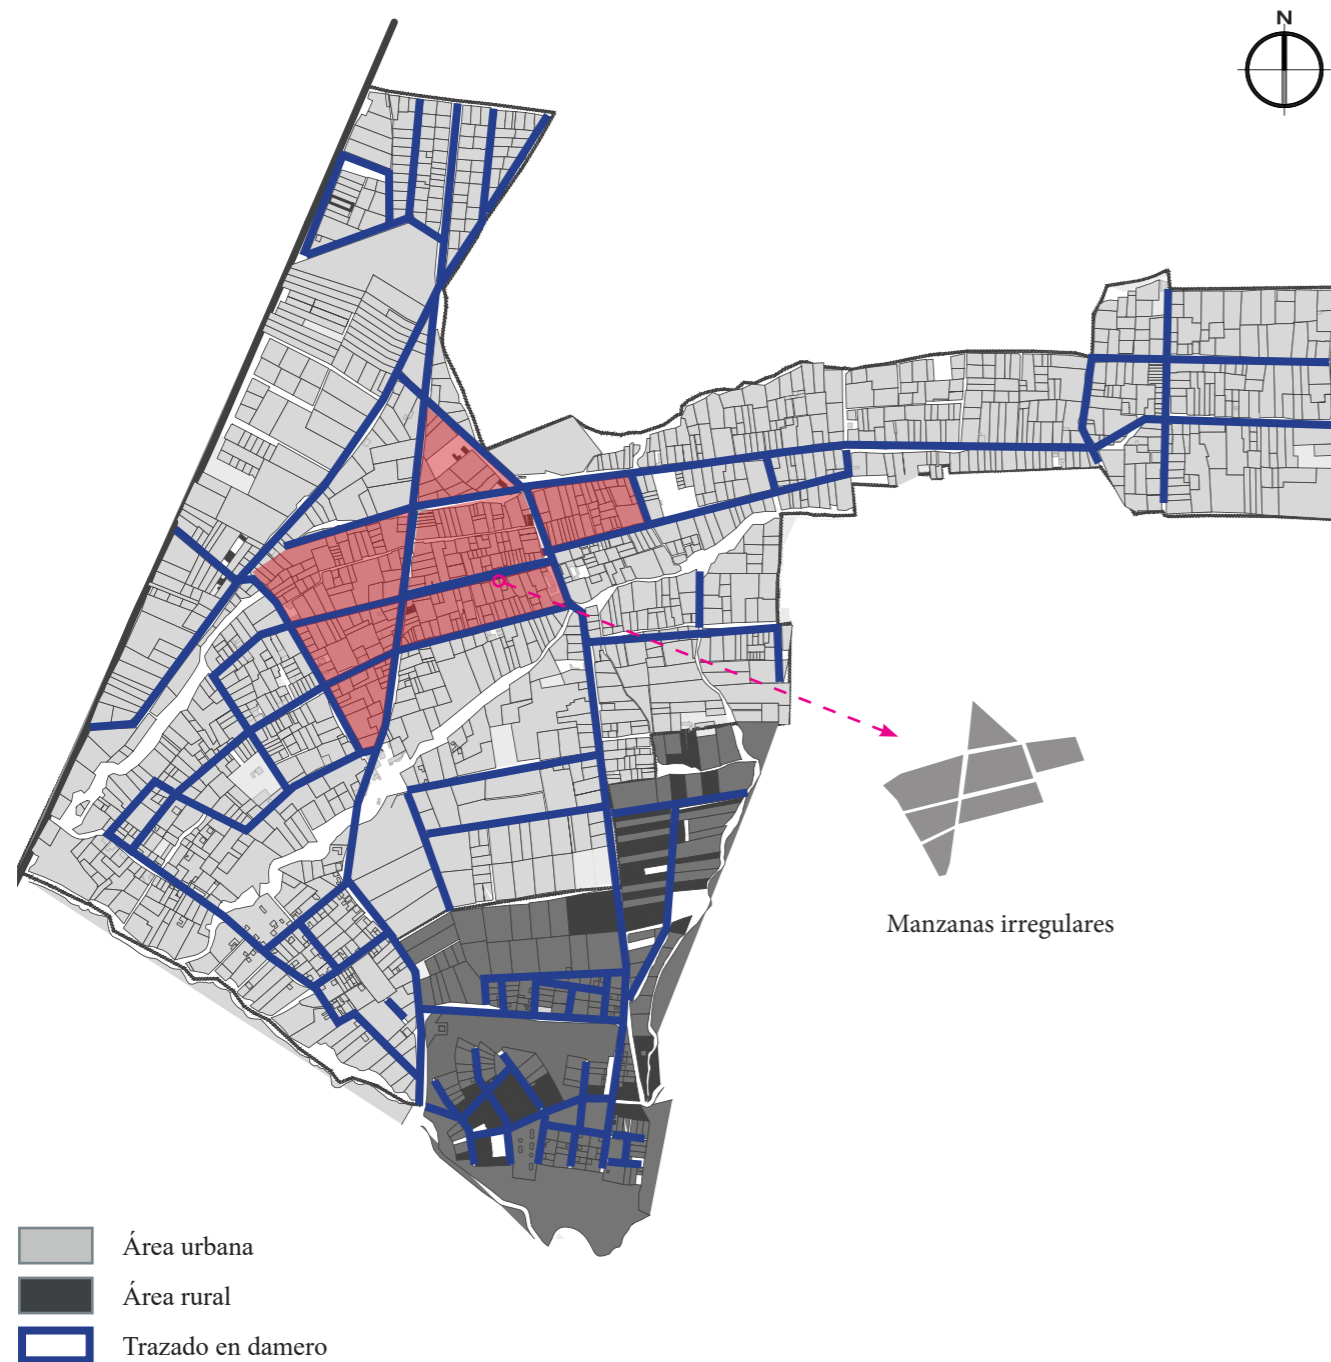 N
Manzanas irregulares
Área urbana
Área rural
Trazado en damero